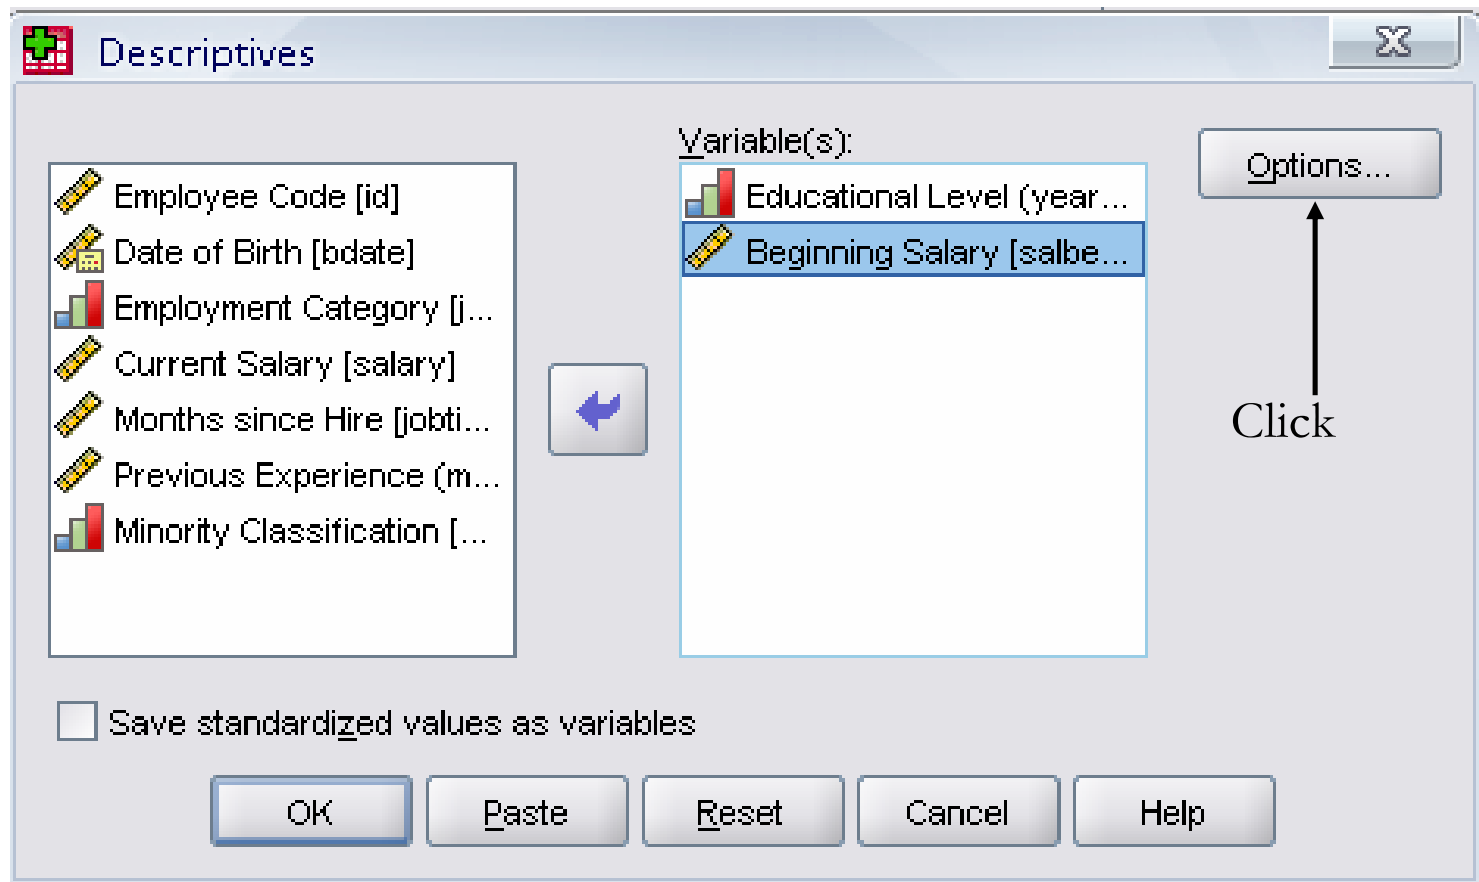 Descriptives
Variable(s):
Options...
Employee Code [id]
Date of Birth [bdate]
Employment Category [j...
Current Salary [salary]
Months since Hire [jobti...
Previous Experience (m...
Minority Classification [...
Educational Level (year...
Beginning Salary [salbe...
Click
Save standardized values as variables
OK
Paste
Reset
Cancel
Help